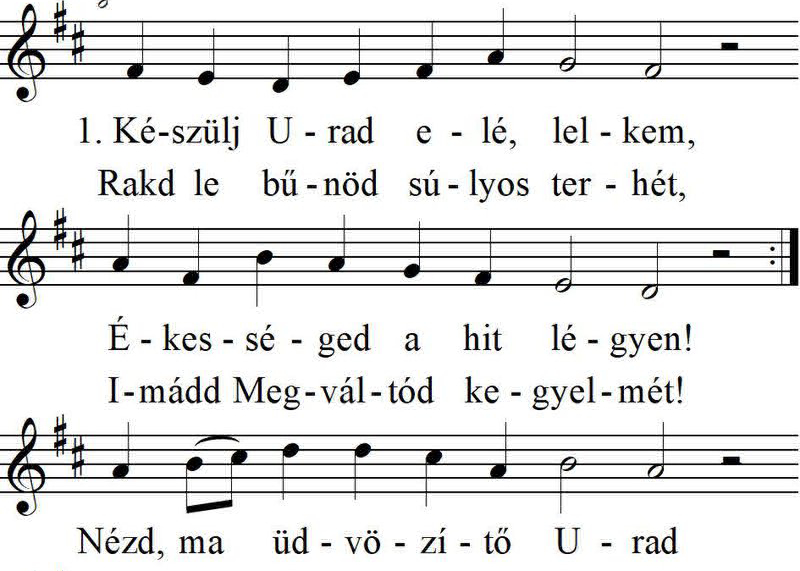 1. Ké-szülj U - rad e - lé, lel - kem,
Rakd le bű - nöd sú - lyos ter - hét,
É - kes - sé - ged a hit lé - gyen!
I-mádd Meg-vál-tód ke - gyel-mét!
Nézd, ma üd - vö - zí - tő U - rad